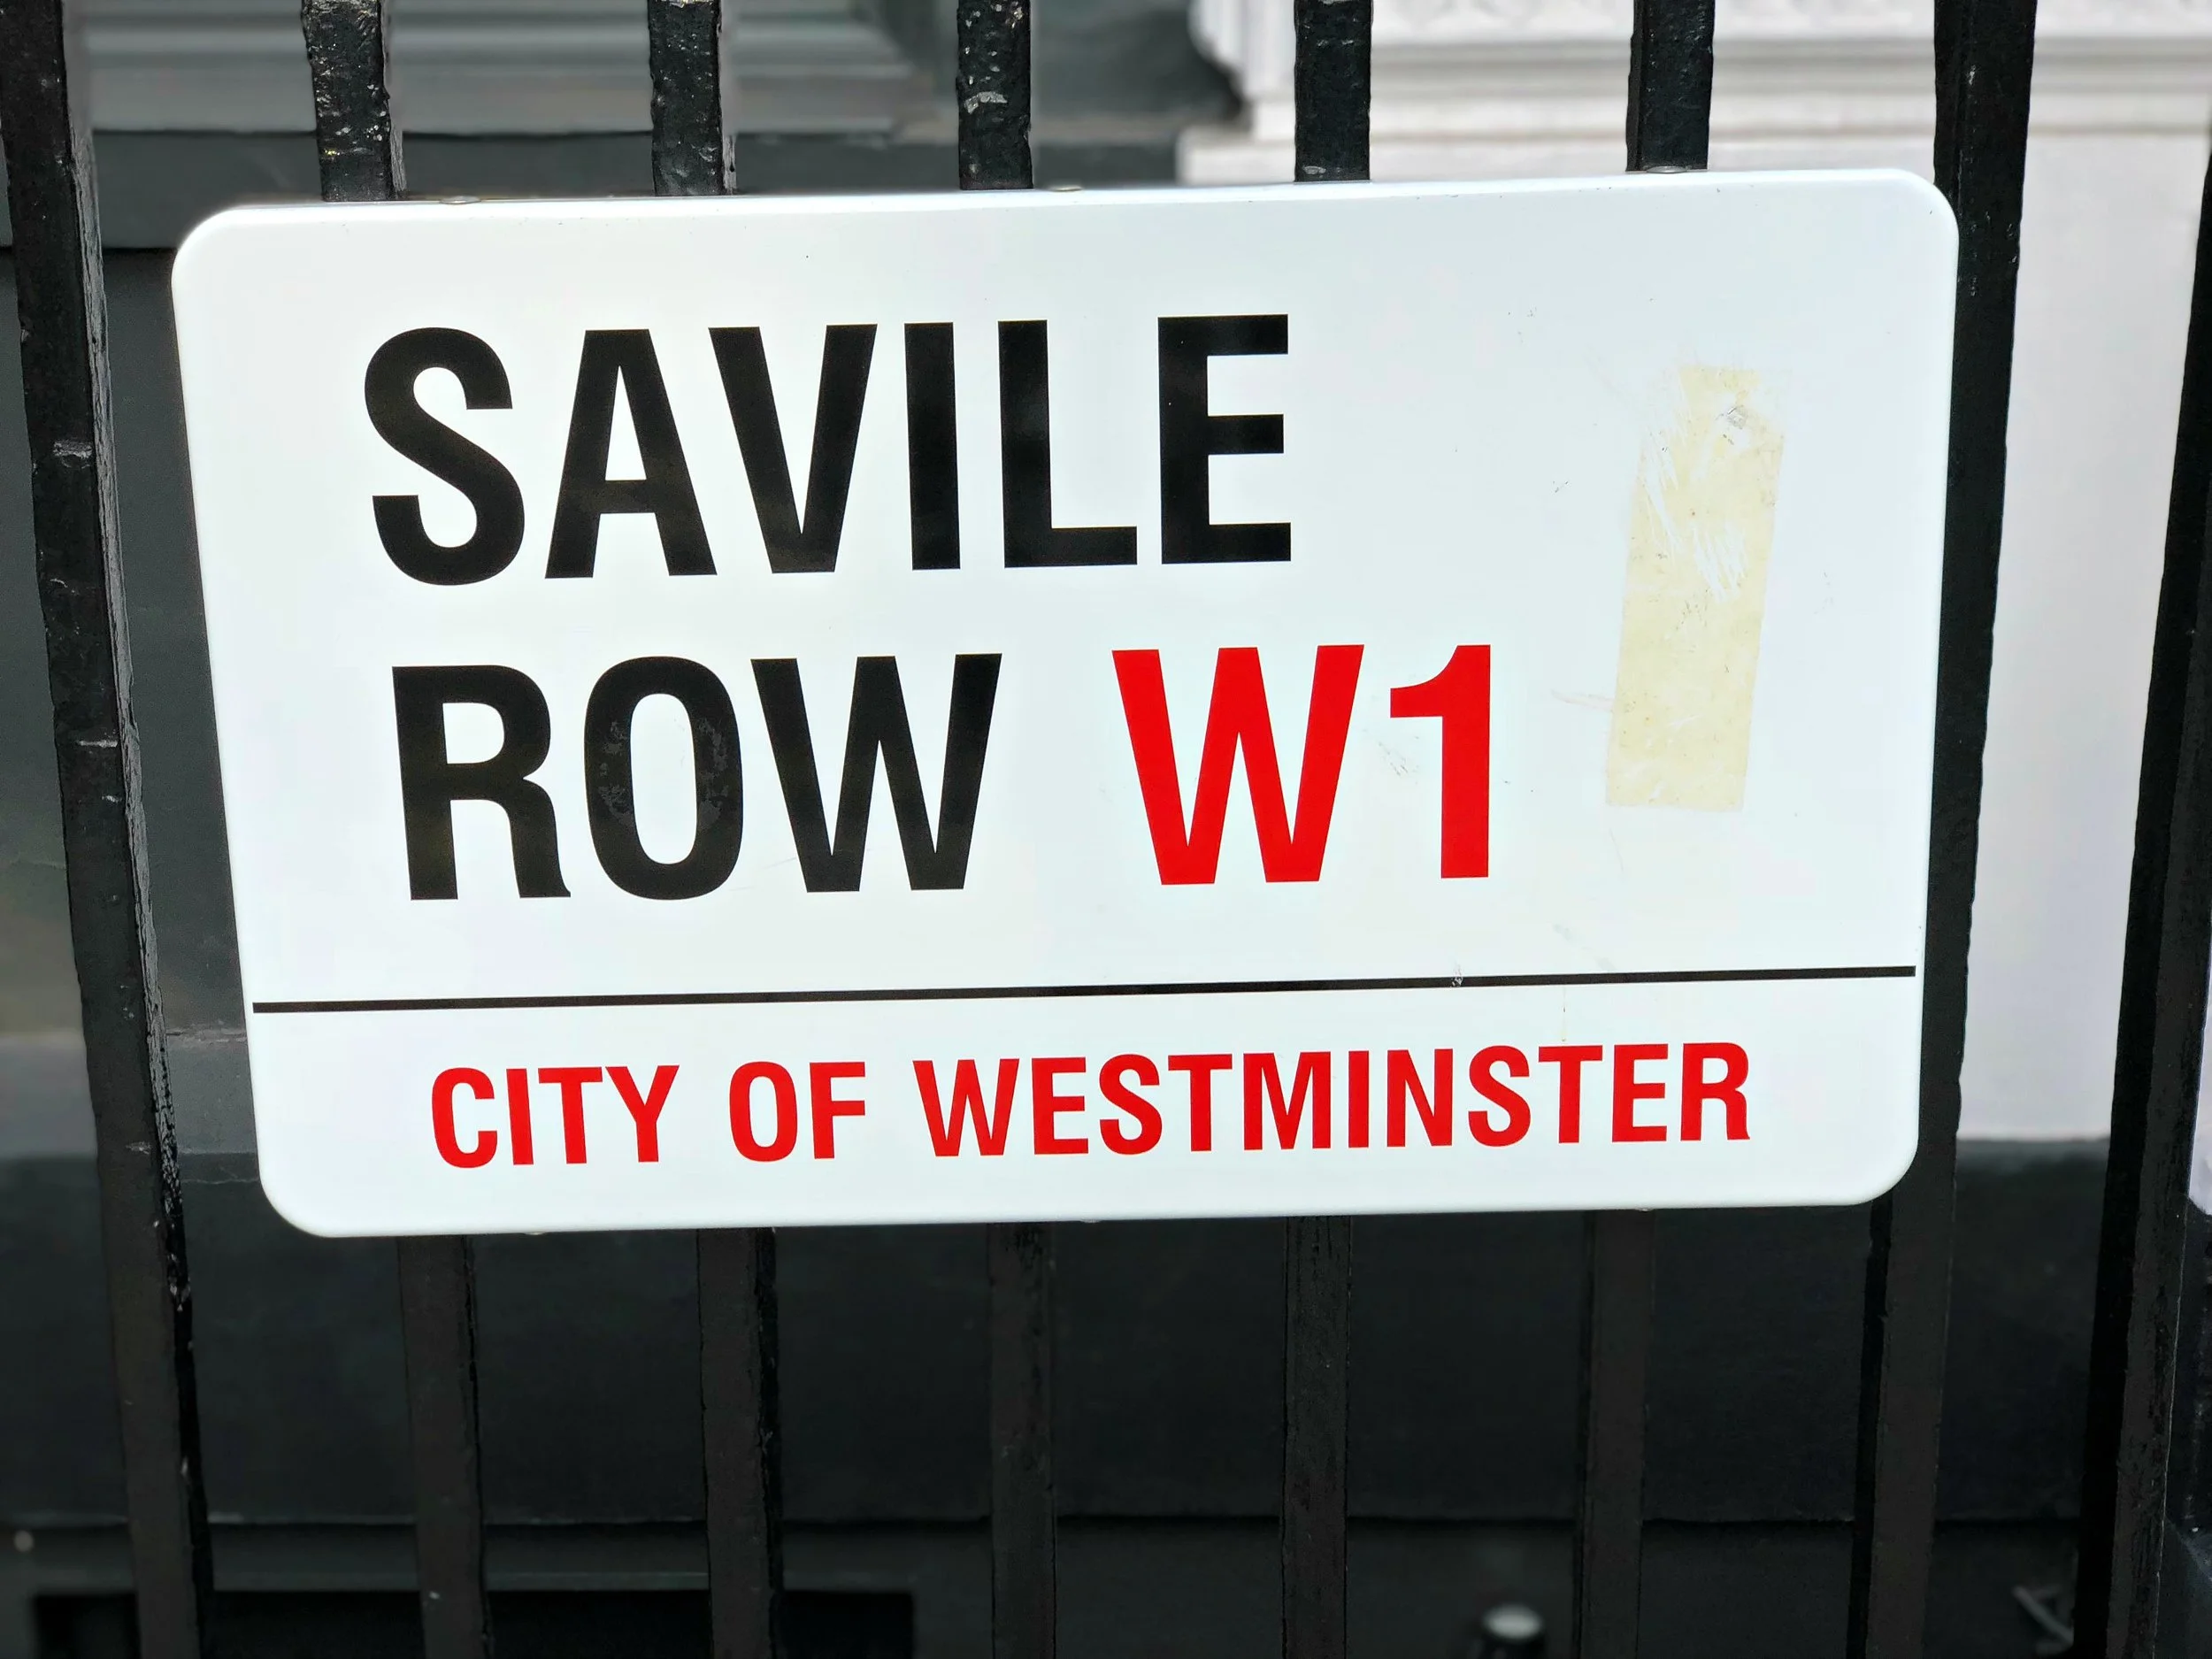 SAVILE
ROW W1
CITY OF WESTMINSTER